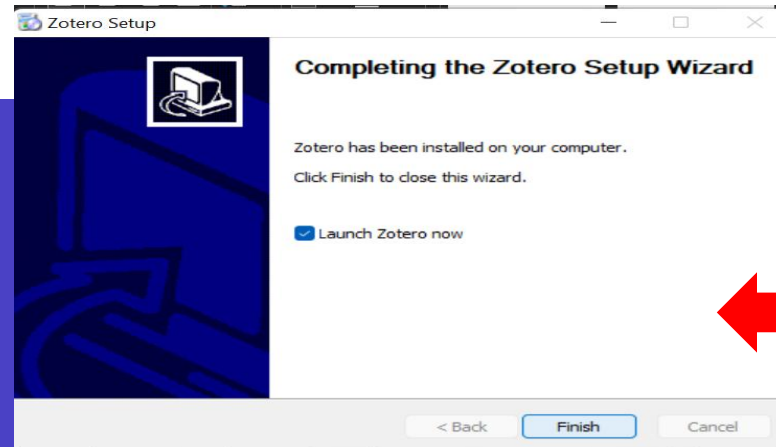 Zotero Setup
Completing the Zotero Setup Wizard
Zotero has been installed on your computer.
Click Finish to close this wizard.
Launch Zotero now
< Back
Finish
Cancel